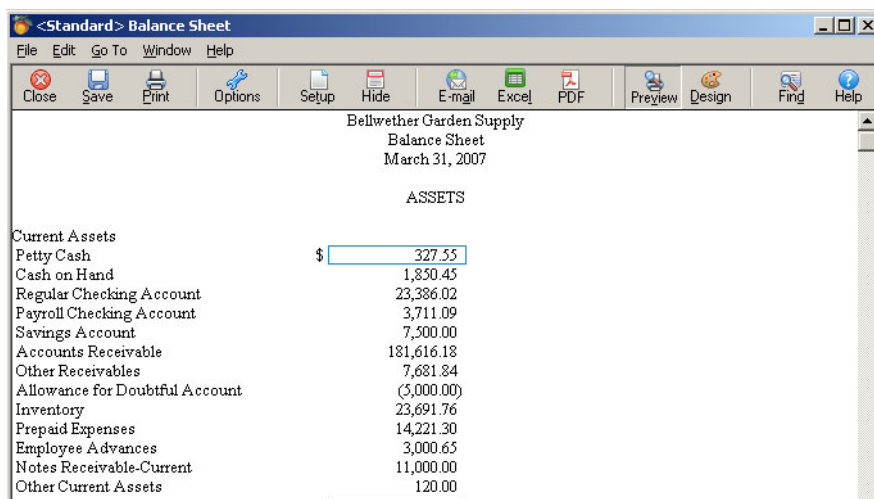 <Standard> Balance Sheet
File Edit Go To Window Help
Close Save Print Options Setup Hide E-mail Excel PDF Preview Design Find Help
Bellwether Garden Supply
Balance Sheet
March 31, 2007
ASSETS
Current Assets
Petty Cash $ 327.55
Cash on Hand 1,850.45
Regular Checking Account 23,386.02
Payroll Checking Account 3,711.09
Savings Account 7,500.00
Accounts Receivable 181,616.18
Other Receivables 7,681.84
Allowance for Doubtful Account (5,000.00)
Inventory 23,691.76
Prepaid Expenses 14,221.30
Employee Advances 3,000.65
Notes Receivable-Current 11,000.00
Other Current Assets 120.00